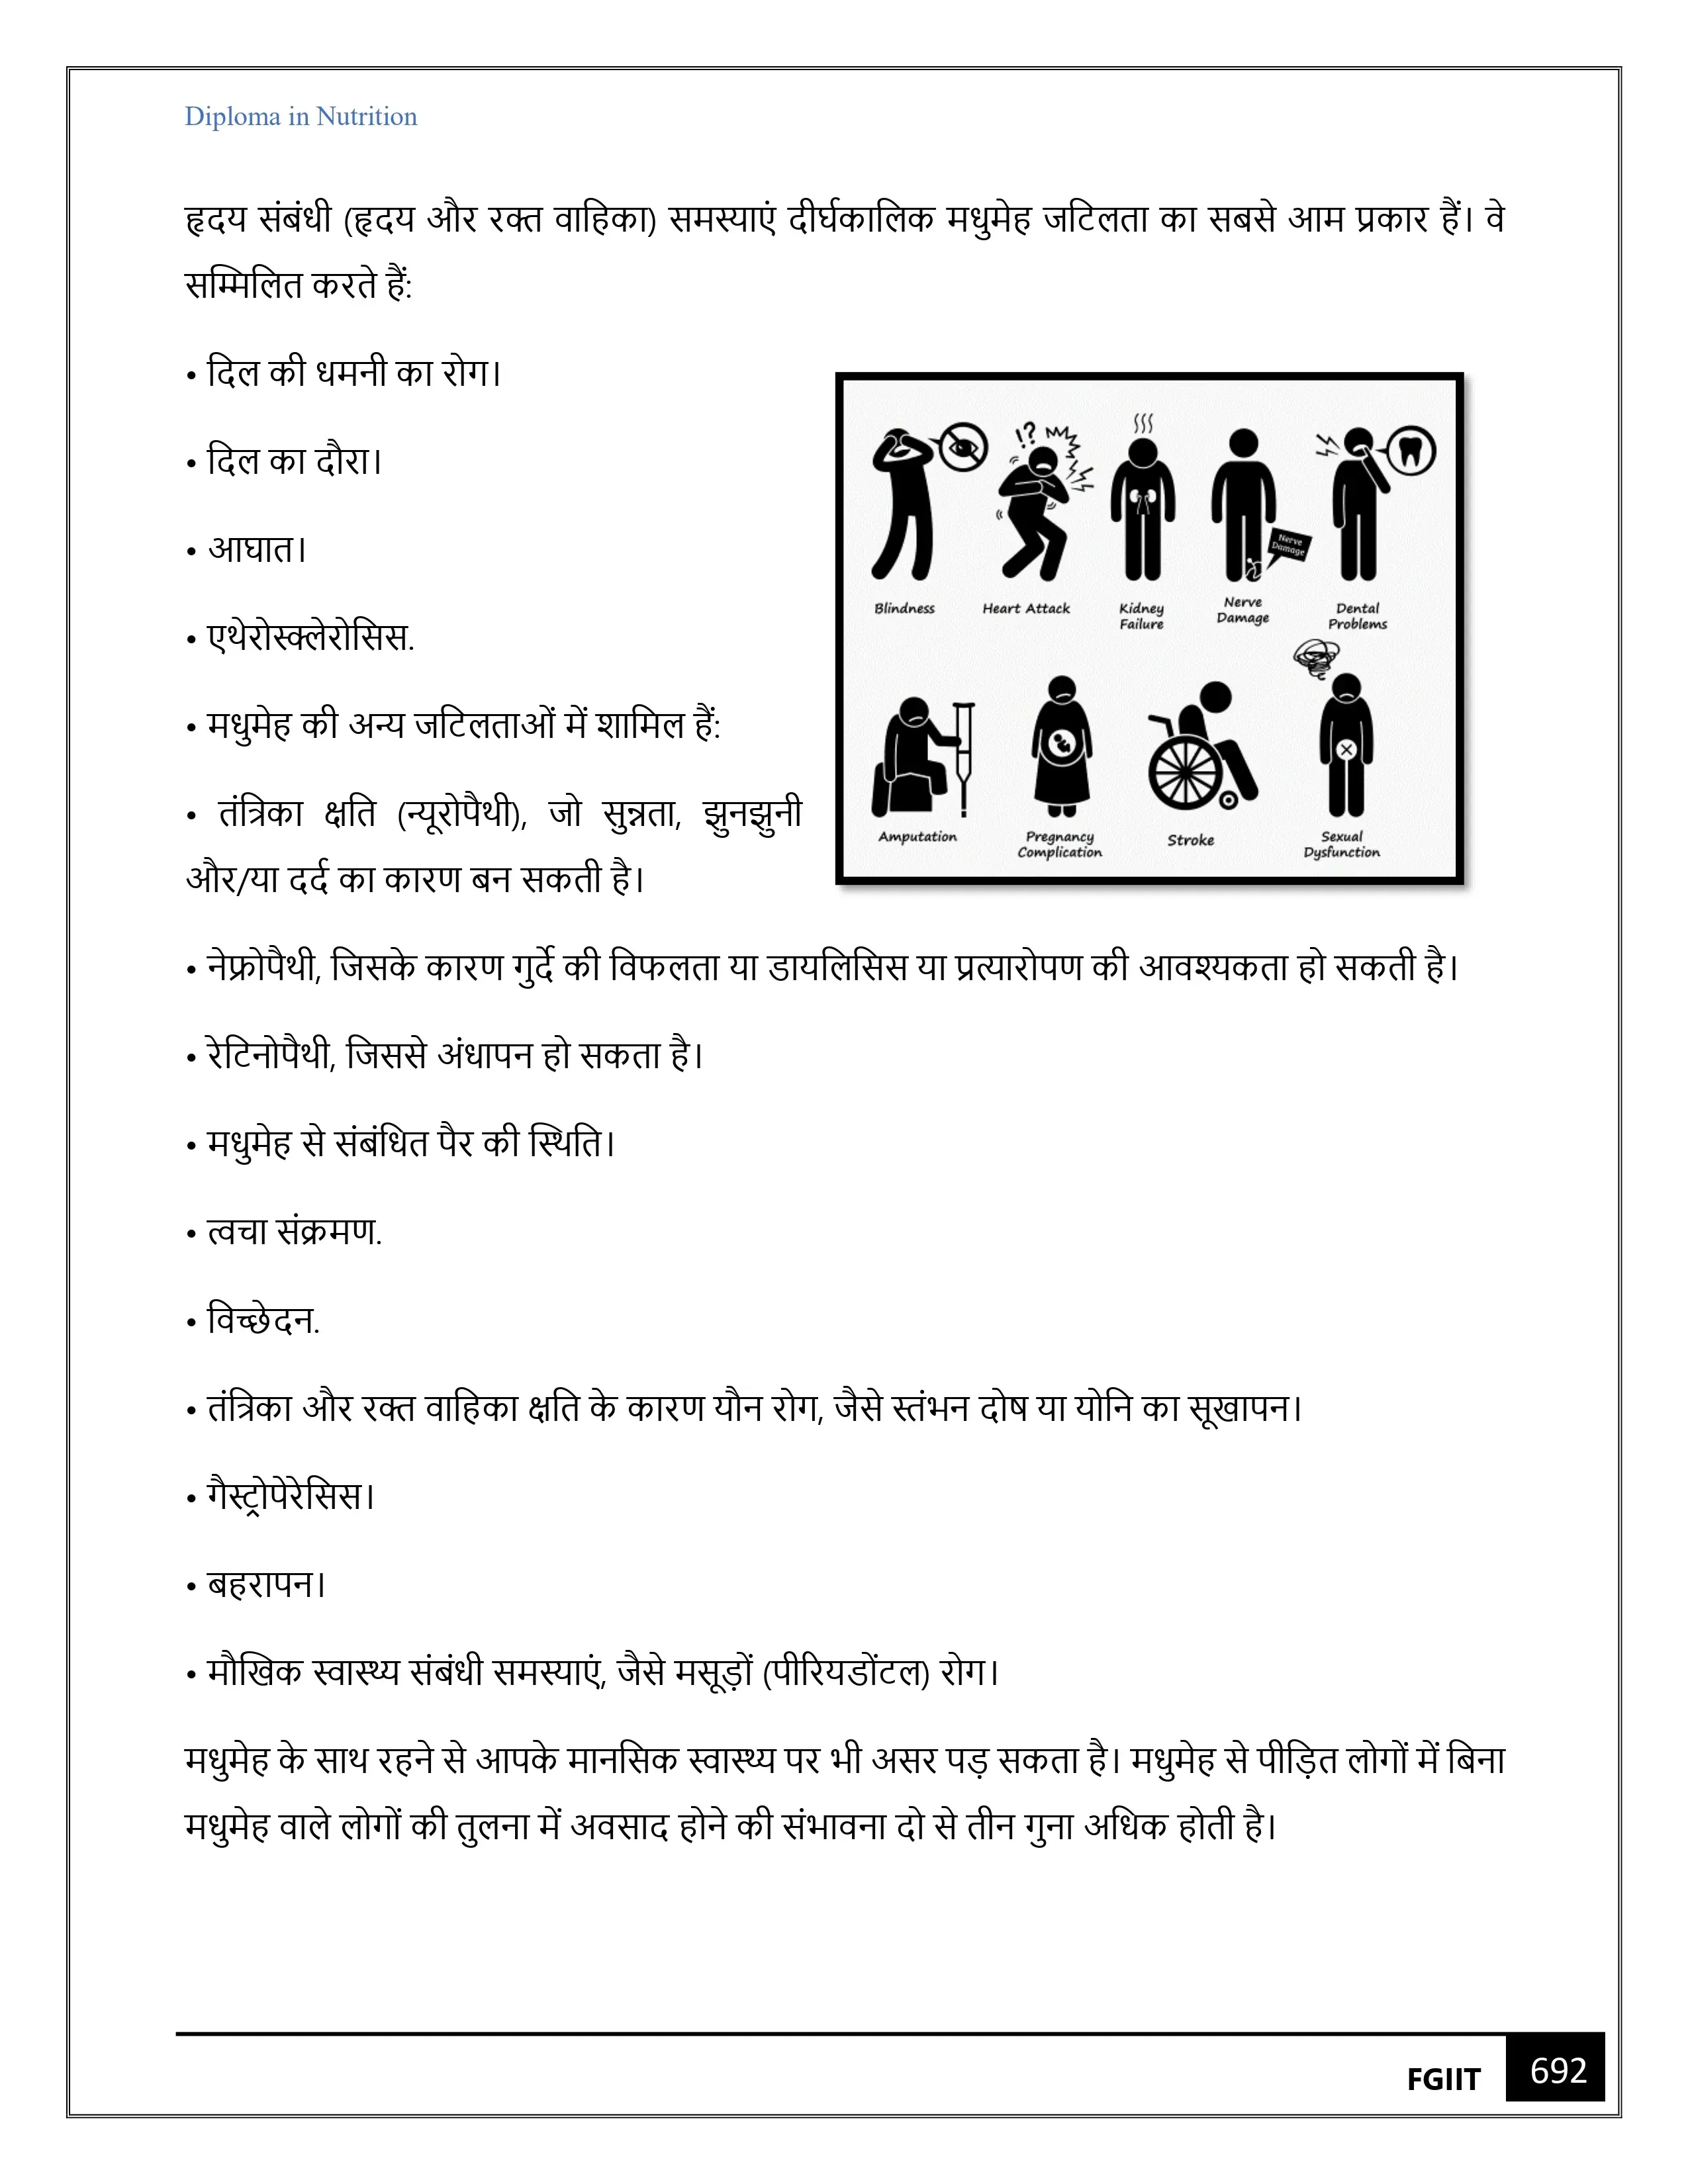 Diploma in Nutrition
हृदय संबंधी (हृदय और रक्त वाहिका) समस्याएं दीर्घकालिक मधुमेह जटिलता का सबसे आम प्रकार हैं। वे
सम्मिलित करते हैं:
• दिल की धमनी का रोग।
• दिल का दौरा।
• आघात।
• एथेरोस्क्लेरोसिस.
• मधुमेह की अन्य जटिलताओं में शामिल हैं:
• तंत्रिका क्षति (न्यूरोपैथी), जो सुन्नता, झुनझुनी
और/या दर्द का कारण बन सकती है।
!?
Nerve
Damage
Blindness
Heart Attack
Kidney
Failure
Nerve
Damage
Dental
Problems
Amputation
Pregnancy
Complication
Stroke
Sexual
Dysfunction
• नेफ्रोपैथी, जिसके कारण गुर्दे की विफलता या डायलिसिस या प्रत्यारोपण की आवश्यकता हो सकती है।
• रेटिनोपैथी, जिससे अंधापन हो सकता है।
• मधुमेह से संबंधित पैर की स्थिति।
• त्वचा संक्रमण.
• विच्छेदन.
• तंत्रिका और रक्त वाहिका क्षति के कारण यौन रोग, जैसे स्तंभन दोष या योनि का सूखापन।
• गैस्ट्रोपेरेसिस।
• बहरापन।
• मौखिक स्वास्थ्य संबंधी समस्याएं, जैसे मसूड़ों (पीरियडोंटल) रोग।
मधुमेह के साथ रहने से आपके मानसिक स्वास्थ्य पर भी असर पड़ सकता है। मधुमेह से पीड़ित लोगों में बिना
मधुमेह वाले लोगों की तुलना में अवसाद होने की संभावना दो से तीन गुना अधिक होती है।
FGIIT
692